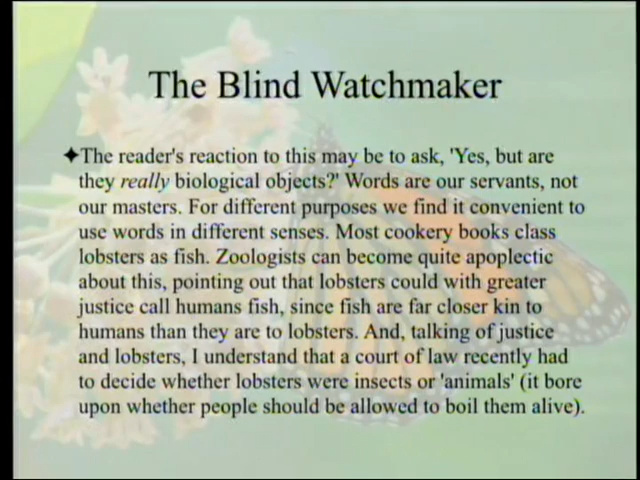 The Blind Watchmaker
✦The reader's reaction to this may be to ask, 'Yes, but are
they really biological objects?' Words are our servants, not
our masters. For different purposes we find it convenient to
use words in different senses. Most cookery books class
lobsters as fish. Zoologists can become quite apoplectic
about this, pointing out that lobsters could with greater
justice call humans fish, since fish are far closer kin to
humans than they are to lobsters. And, talking of justice
and lobsters, I understand that a court of law recently had
to decide whether lobsters were insects or 'animals' (it bore
upon whether people should be allowed to boil them alive).